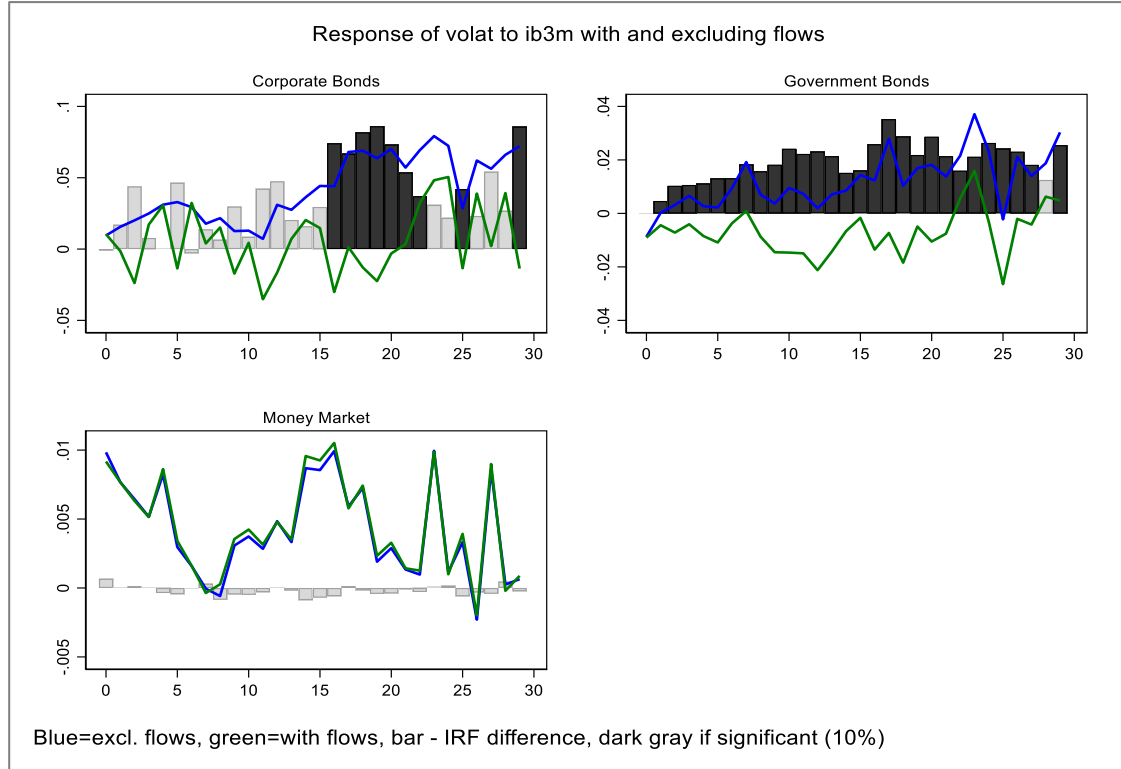 Response of volat to ib3m with and excluding flows
Corporate Bonds
.1
.05
0
-.05
0 5 10 15 20 25 30
Government Bonds
.04
.02
0
-.02
-.04
0 5 10 15 20 25 30
Money Market
.01
.005
0
-.005
0 5 10 15 20 25 30
Blue=excl. flows, green=with flows, bar - IRF difference, dark gray if significant (10%)